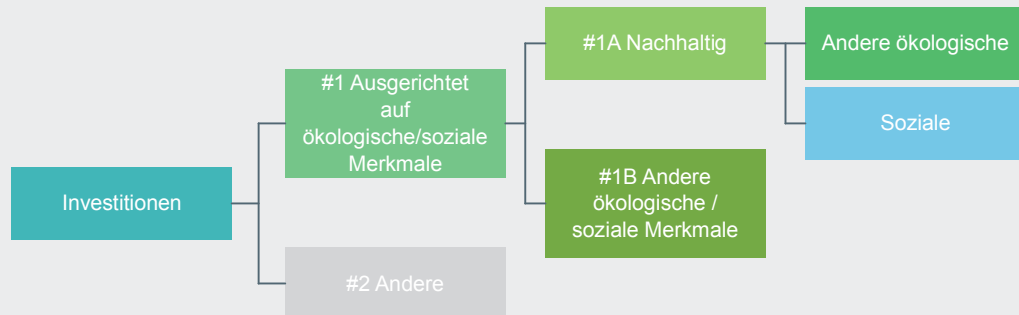 Investitionen
#1 Ausgerichtet
auf
ökologische/soziale
Merkmale
#2 Andere
#1A Nachhaltig
#1B Andere
ökologische /
soziale Merkmale
Andere ökologische
Soziale